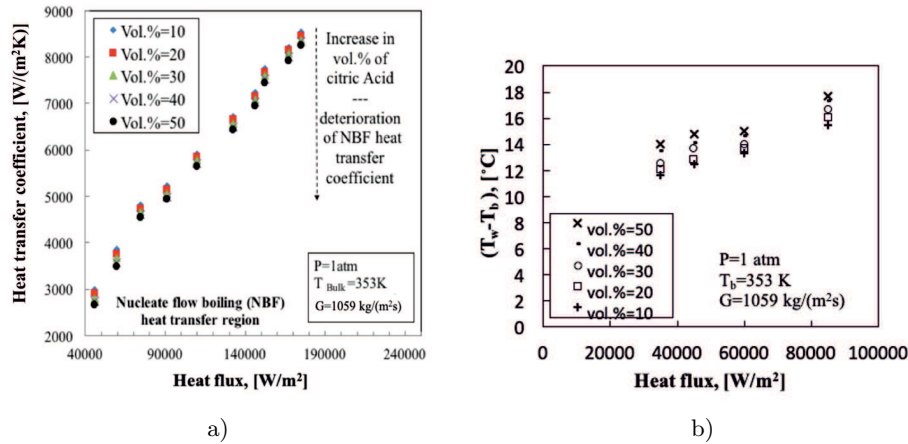 9000
8000
7000
6000
5000
4000
3000
2000
Heat transfer coefficient, [W/(m²K)]
Vol.%=10
Vol.%=20
Vol.%=30
Vol.%=40
Vol.%=50
Increase in
vol.% of
citric Acid
---
deterioration
of NBF heat
transfer
coefficient
P=1atm
T Bulk=353K
G=1059 kg/(m²s)
Nucleate flow boiling (NBF)
heat transfer region
40000 90000 140000 190000 240000
Heat flux, [W/m²]
a)
20
18
16
14
12
10
8
6
4
2
0
(Tw-Tb), [°C]
vol.%=50
vol.%=40
vol.%=30
vol.%=20
vol.%=10
P=1 atm
Tb=353 K
G=1059 kg/(m²s)
0 20000 40000 60000 80000 100000
Heat flux, [W/m²]
b)